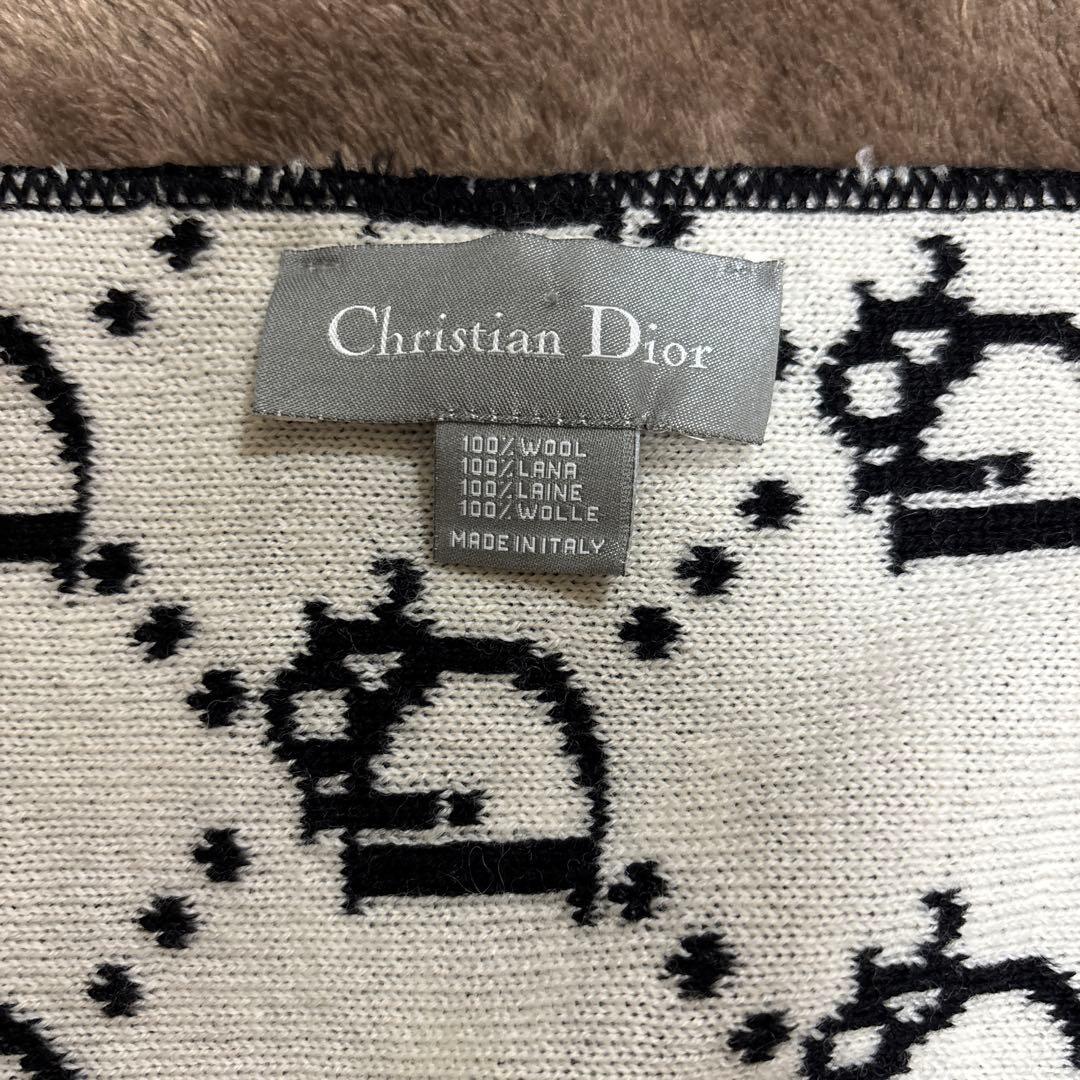 Christian Dior
100% WOOL
100% LANA
100% LAINE
100% WOLLE
MADE IN ITALY